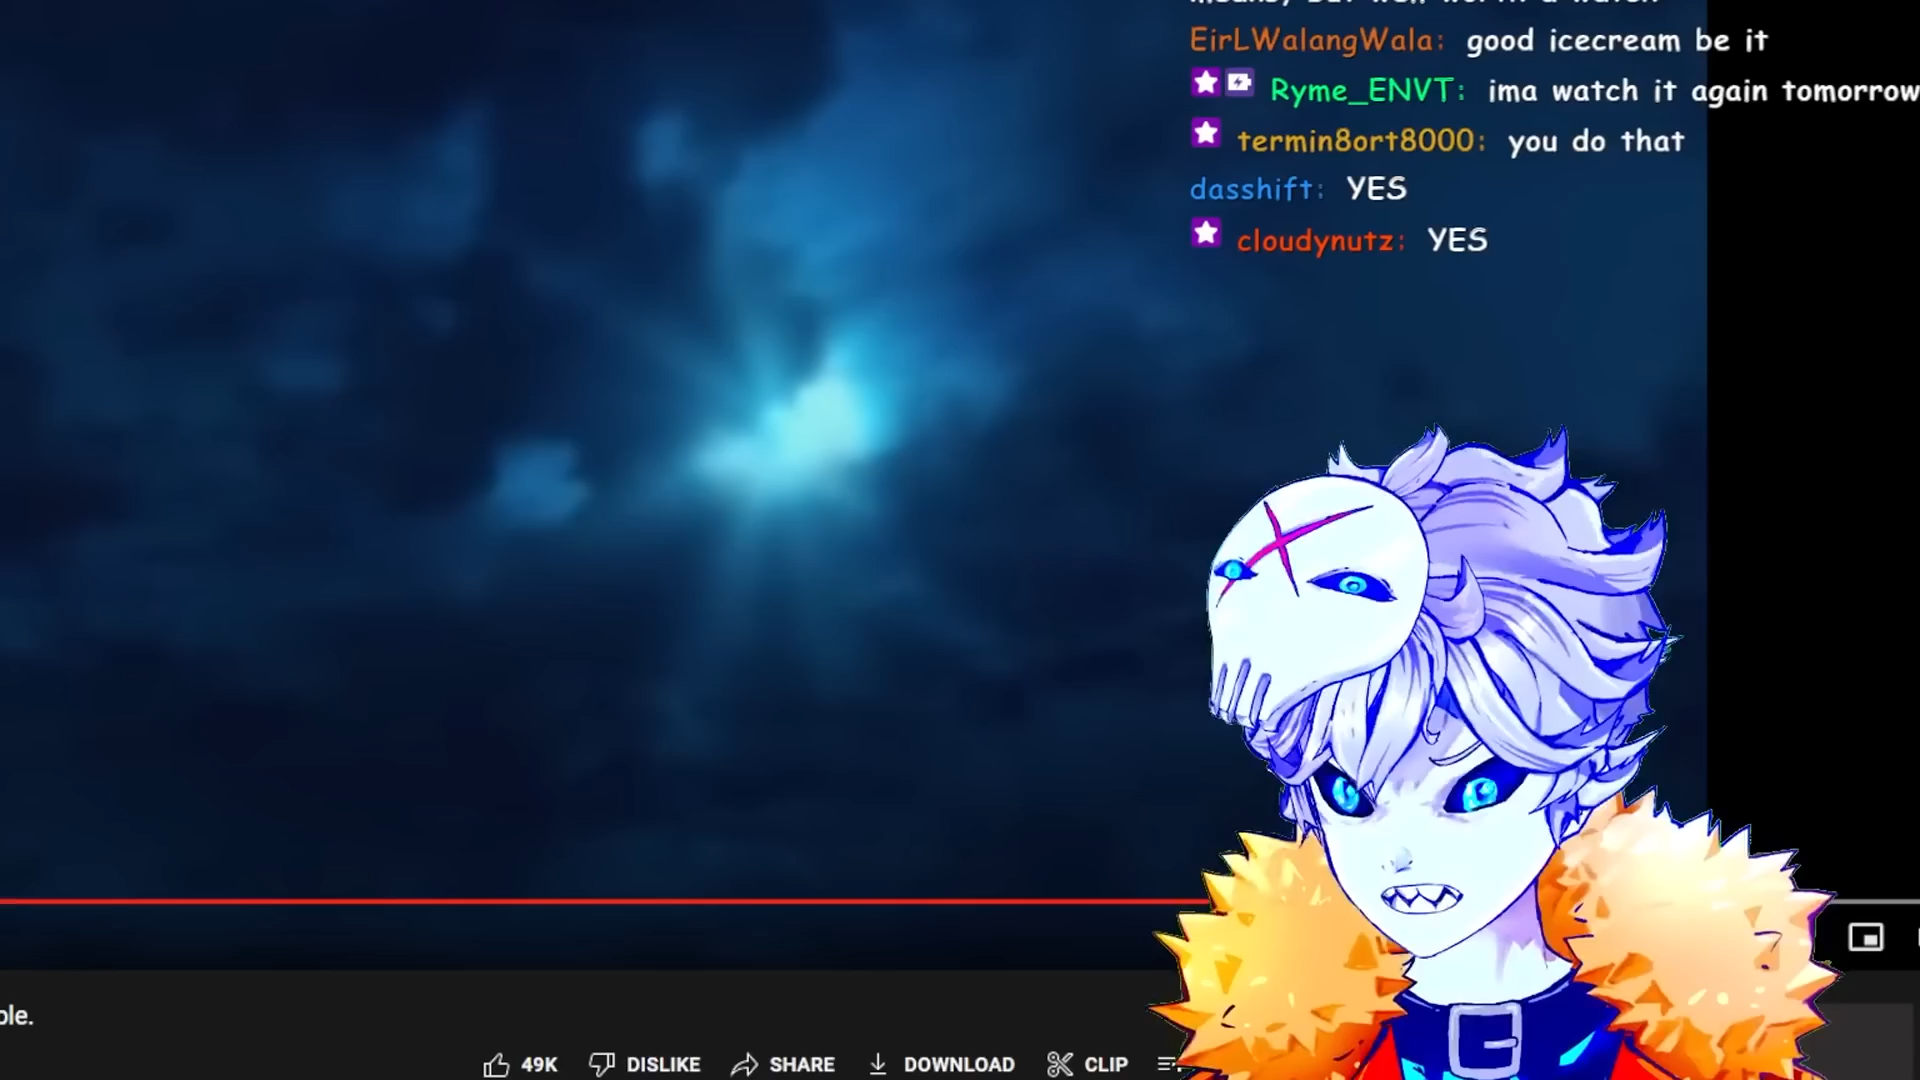 EirLWalangWala: good icecream be it
Ryme_ENVT: ima watch it again tomorrow
termin8ort8000: you do that
dasshift: YES
cloudynutz: YES
ple.
49K DISLIKE SHARE DOWNLOAD CLIP